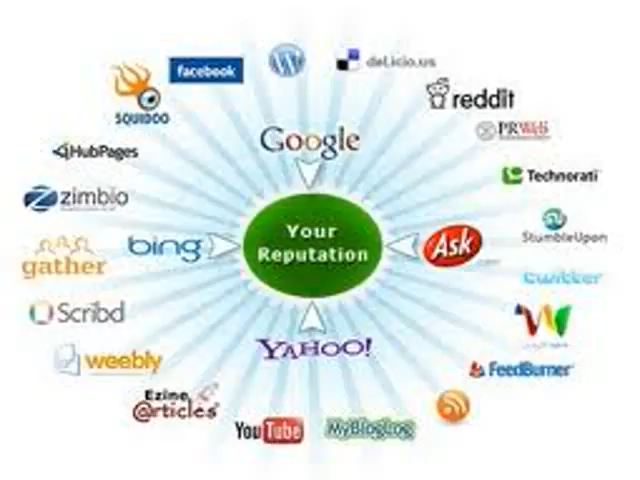 facebook
del.icio.us
SQUIDOO
reddit
PRWeb
Google
HubPages
Technorati
zimbio
StumbleUpon
Your
Reputation
bing
Ask
gather
twitter
Scribd
YAHOO!
weebly
FeedBurner
Ezine
@rticles
YouTube
MyBlogLog